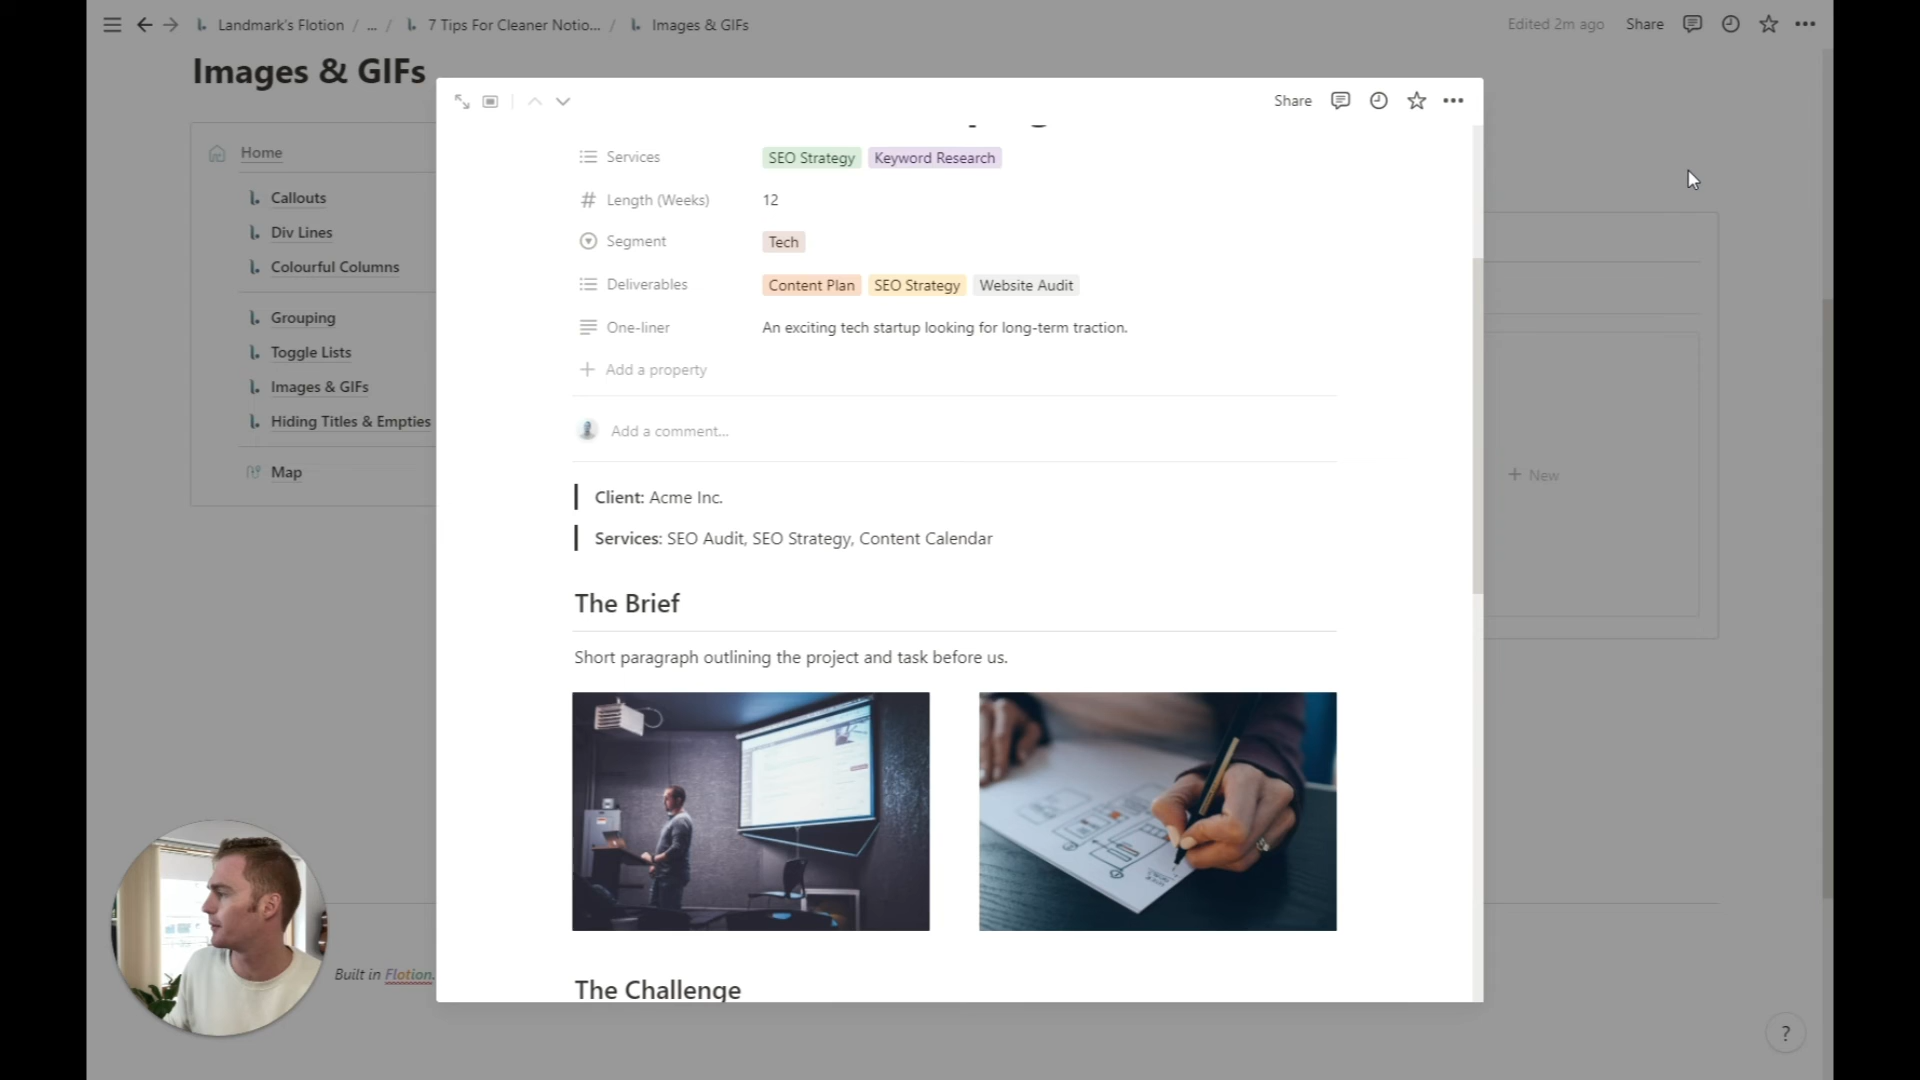 Landmark's Flotion / ... / 7 Tips For Cleaner Notio... / Images & GIFs
Edited 2m ago Share
Images & GIFs
Home
Callouts
Div Lines
Colourful Columns
Grouping
Toggle Lists
Images & GIFs
Hiding Titles & Empties
Map
Built in Flotion.
Share
Services SEO Strategy Keyword Research
Length (Weeks) 12
Segment Tech
Deliverables Content Plan SEO Strategy Website Audit
One-liner An exciting tech startup looking for long-term traction.
+ Add a property
Add a comment...
Client: Acme Inc.
Services: SEO Audit, SEO Strategy, Content Calendar
The Brief
Short paragraph outlining the project and task before us.
The Challenge
+ New
?